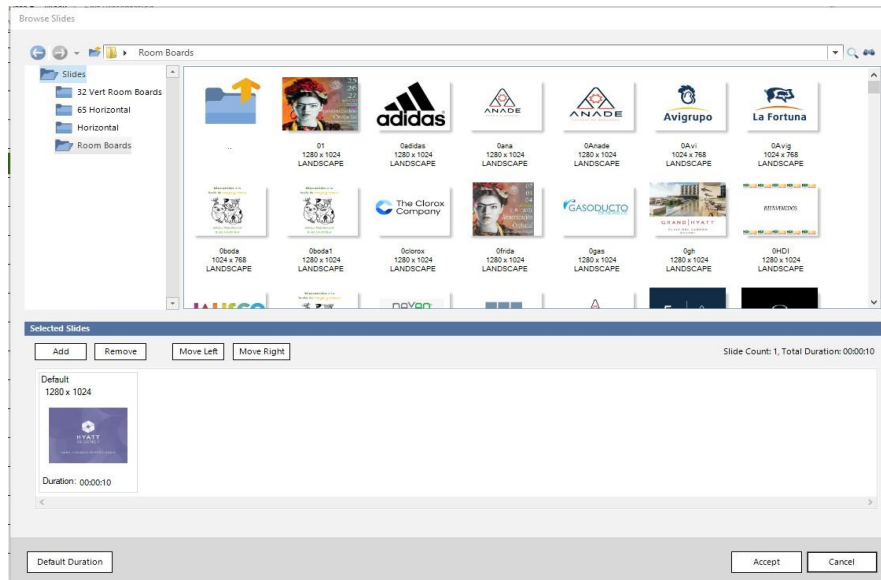 Browse Slides
Room Boards
Slides
32 Vert Room Boards
65 Horizontal
Horizontal
Room Boards
..
25
26
27
01
1280 x 1024
LANDSCAPE
adidas
0adidas
1280 x 1024
LANDSCAPE
ANADE
0ana
1280 x 1024
LANDSCAPE
ANADE
0Anade
1280 x 1024
LANDSCAPE
Avigrupo
0Avi
1024 x 768
LANDSCAPE
La Fortuna
0Avig
1024 x 768
LANDSCAPE
0boda
1024 x 768
LANDSCAPE
0boda1
1280 x 1024
LANDSCAPE
The Clorox
Company
0clorox
1280 x 1024
LANDSCAPE
0frida
1280 x 1024
LANDSCAPE
GASODUCTO
0gas
1280 x 1024
LANDSCAPE
GRAND HYATT
0gh
1280 x 1024
LANDSCAPE
BIENVENIDOS
0HDI
1280 x 1024
LANDSCAPE
Selected Slides
Add
Remove
Move Left
Move Right
Slide Count: 1, Total Duration: 00:00:10
Default
1280 x 1024
HYATT
REGENCY
Duration: 00:00:10
Default Duration
Accept
Cancel